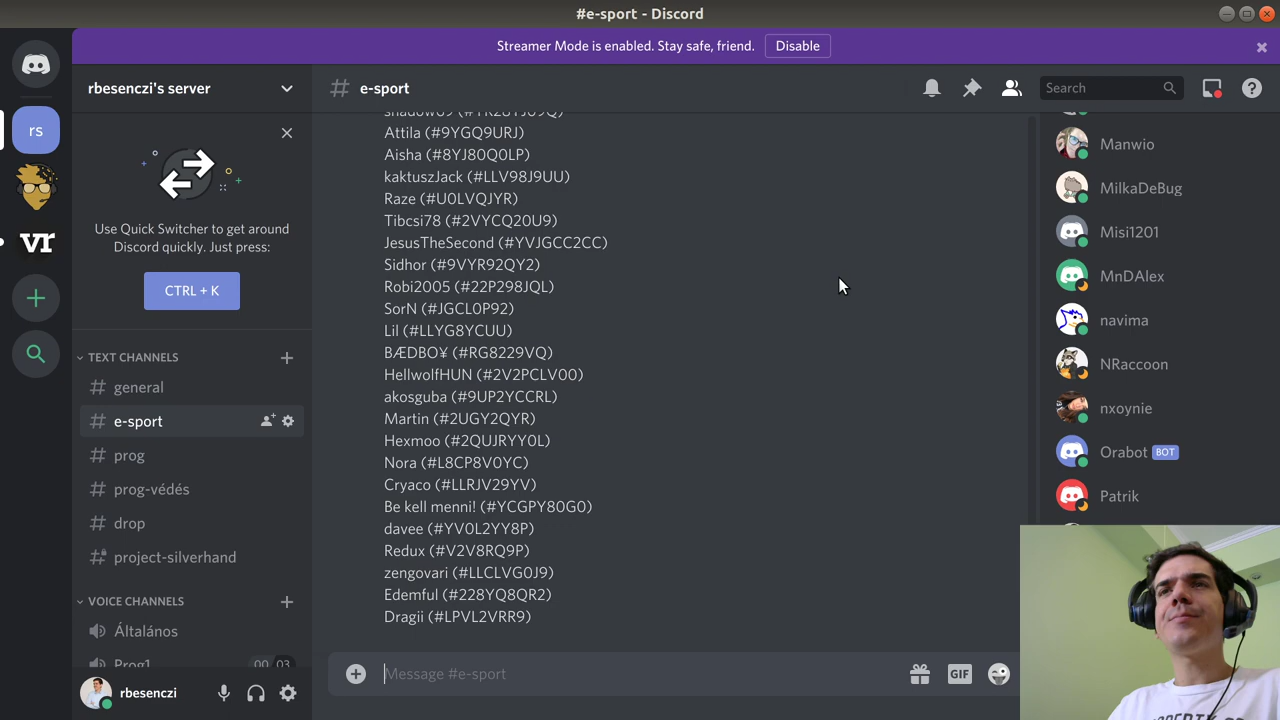 #e-sport - Discord
Streamer Mode is enabled. Stay safe, friend. Disable
rbesenczi's server
# e-sport
Search
rs
vr
Use Quick Switcher to get around
Discord quickly. Just press:
CTRL + K
TEXT CHANNELS
# general
# e-sport
# prog
# prog-védés
# drop
# project-silverhand
VOICE CHANNELS
Általános
Prog1 00 03
rbesenczi
Attila (#9YGQ9URJ)
Aisha (#8YJ80Q0LP)
kaktuszJack (#LLV98J9UU)
Raze (#U0LVQJYR)
Tibcsi78 (#2VYCQ20U9)
JesusTheSecond (#YVJGCC2CC)
Sidhor (#9VYR92QY2)
Robi2005 (#22P298JQL)
SorN (#JGCL0P92)
Lil (#LLYG8YCUU)
BÆDBO¥ (#RG8229VQ)
HellwolfHUN (#2V2PCLV00)
akosguba (#9UP2YCCRL)
Martin (#2UGY2QYR)
Hexmoo (#2QUJRYY0L)
Nora (#L8CP8V0YC)
Cryaco (#LLRJV29YV)
Be kell menni! (#YCGPY80G0)
davee (#YV0L2YY8P)
Redux (#V2V8RQ9P)
zengovari (#LLCLVG0J9)
Edemful (#228YQ8QR2)
Dragii (#LPVL2VRR9)
Message #e-sport
GIF
Manwio
MilkaDeBug
Misi1201
MnDAlex
navima
NRaccoon
nxoynie
Orabot BOT
Patrik